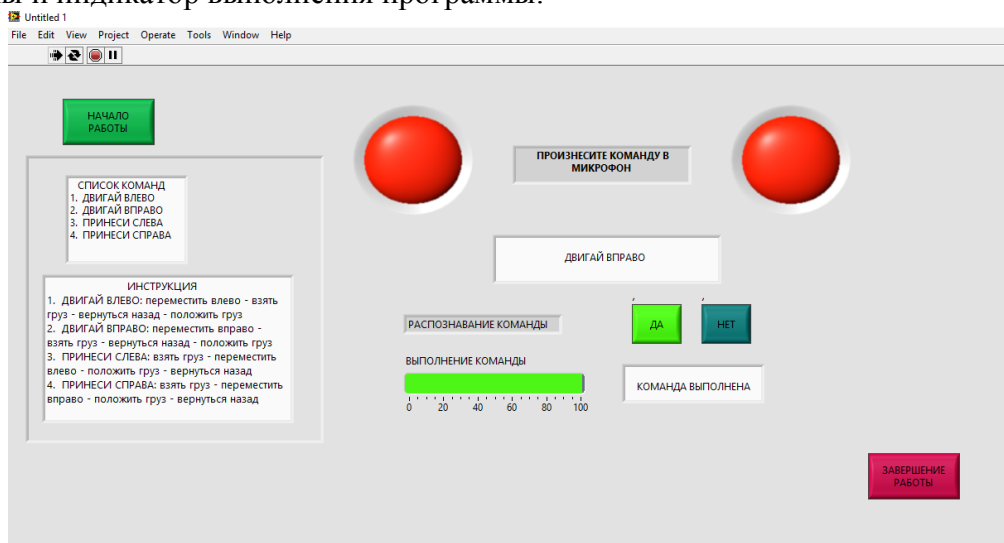 ы и индикатор выполнения программы.
Untitled 1
File Edit View Project Operate Tools Window Help
НАЧАЛО
РАБОТЫ
СПИСОК КОМАНД
1. ДВИГАЙ ВЛЕВО
2. ДВИГАЙ ВПРАВО
3. ПРИНЕСИ СЛЕВА
4. ПРИНЕСИ СПРАВА
ИНСТРУКЦИЯ
1. ДВИГАЙ ВЛЕВО: переместить влево - взять
груз - вернуться назад - положить груз
2. ДВИГАЙ ВПРАВО: переместить вправо -
взять груз - вернуться назад - положить груз
3. ПРИНЕСИ СЛЕВА: взять груз - переместить
влево - положить груз - вернуться назад
4. ПРИНЕСИ СПРАВА: взять груз - переместить
вправо - положить груз - вернуться назад
ПРОИЗНЕСИТЕ КОМАНДУ В
МИКРОФОН
ДВИГАЙ ВПРАВО
РАСПОЗНАВАНИЕ КОМАНДЫ
ДА
НЕТ
ВЫПОЛНЕНИЕ КОМАНДЫ
0 20 40 60 80 100
КОМАНДА ВЫПОЛНЕНА
ЗАВЕРШЕНИЕ
РАБОТЫ